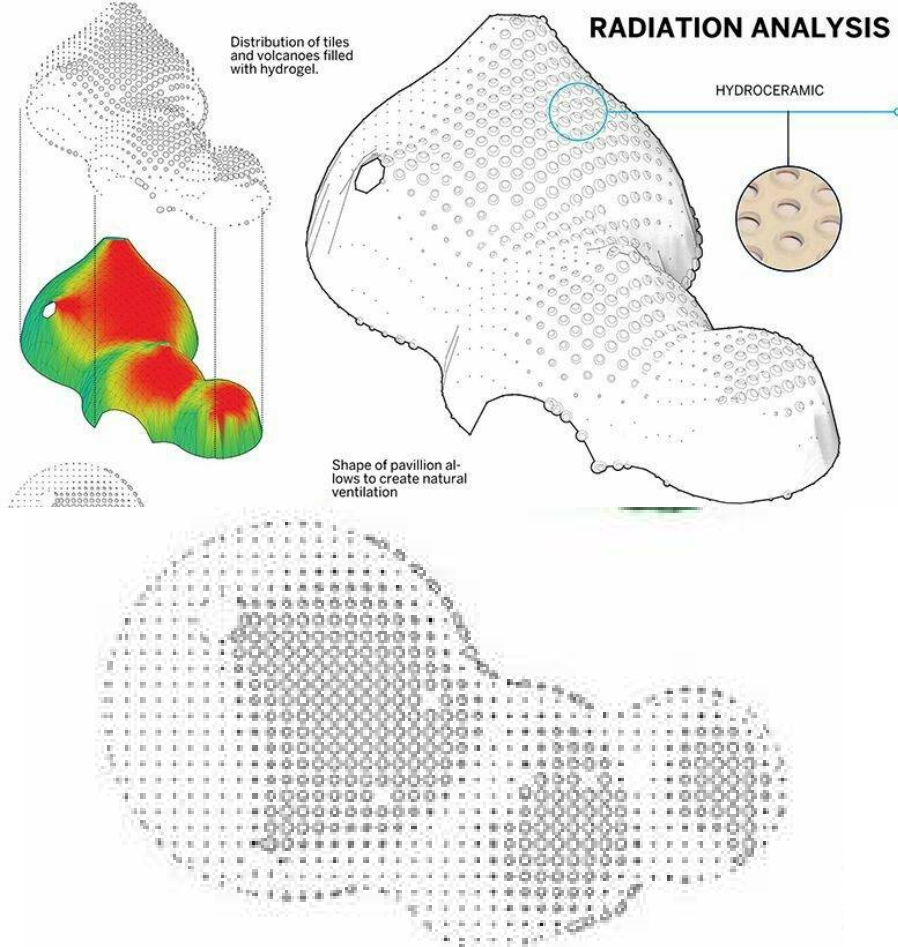 Distribution of tiles
and volcanoes filled
with hydrogel.
RADIATION ANALYSIS
HYDROCERAMIC
Shape of pavillion al-
lows to create natural
ventilation